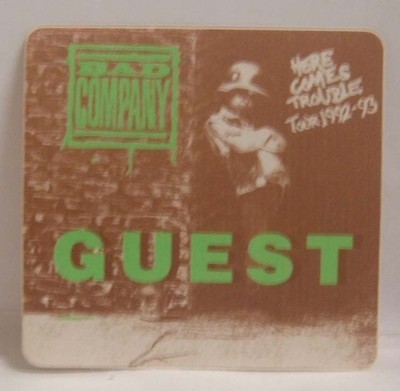 BAD
COMPANY
HERE
COMES
TROUBLE
TOUR 1992-93
GUEST